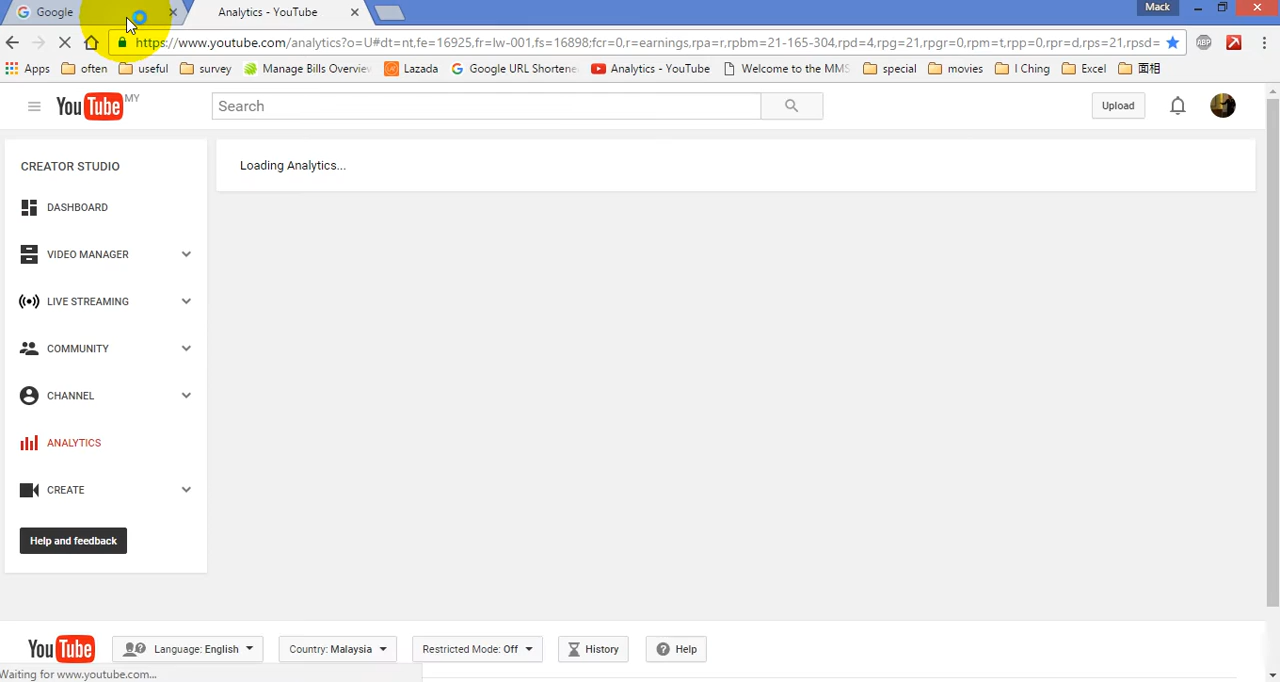 Google
Analytics - YouTube
Mack
https://www.youtube.com/analytics?o=U#dt=nt,fe=16925,fr=lw-001,fs=16898;fcr=0,r=earnings,rpa=r,rpbm=21-165-304,rpd=4,rpg=21,rpgr=0,rpm=t,rpp=0,rpr=d,rps=21,rpsd=
ABP
Apps often useful survey Manage Bills Overview Lazada Google URL Shortene Analytics - YouTube Welcome to the MMS special movies I Ching Excel 面相
YouTube MY
Search
Upload
CREATOR STUDIO
Loading Analytics...
DASHBOARD
VIDEO MANAGER
LIVE STREAMING
COMMUNITY
CHANNEL
ANALYTICS
CREATE
Help and feedback
YouTube
Language: English
Country: Malaysia
Restricted Mode: Off
History
Help
Waiting for www.youtube.com...